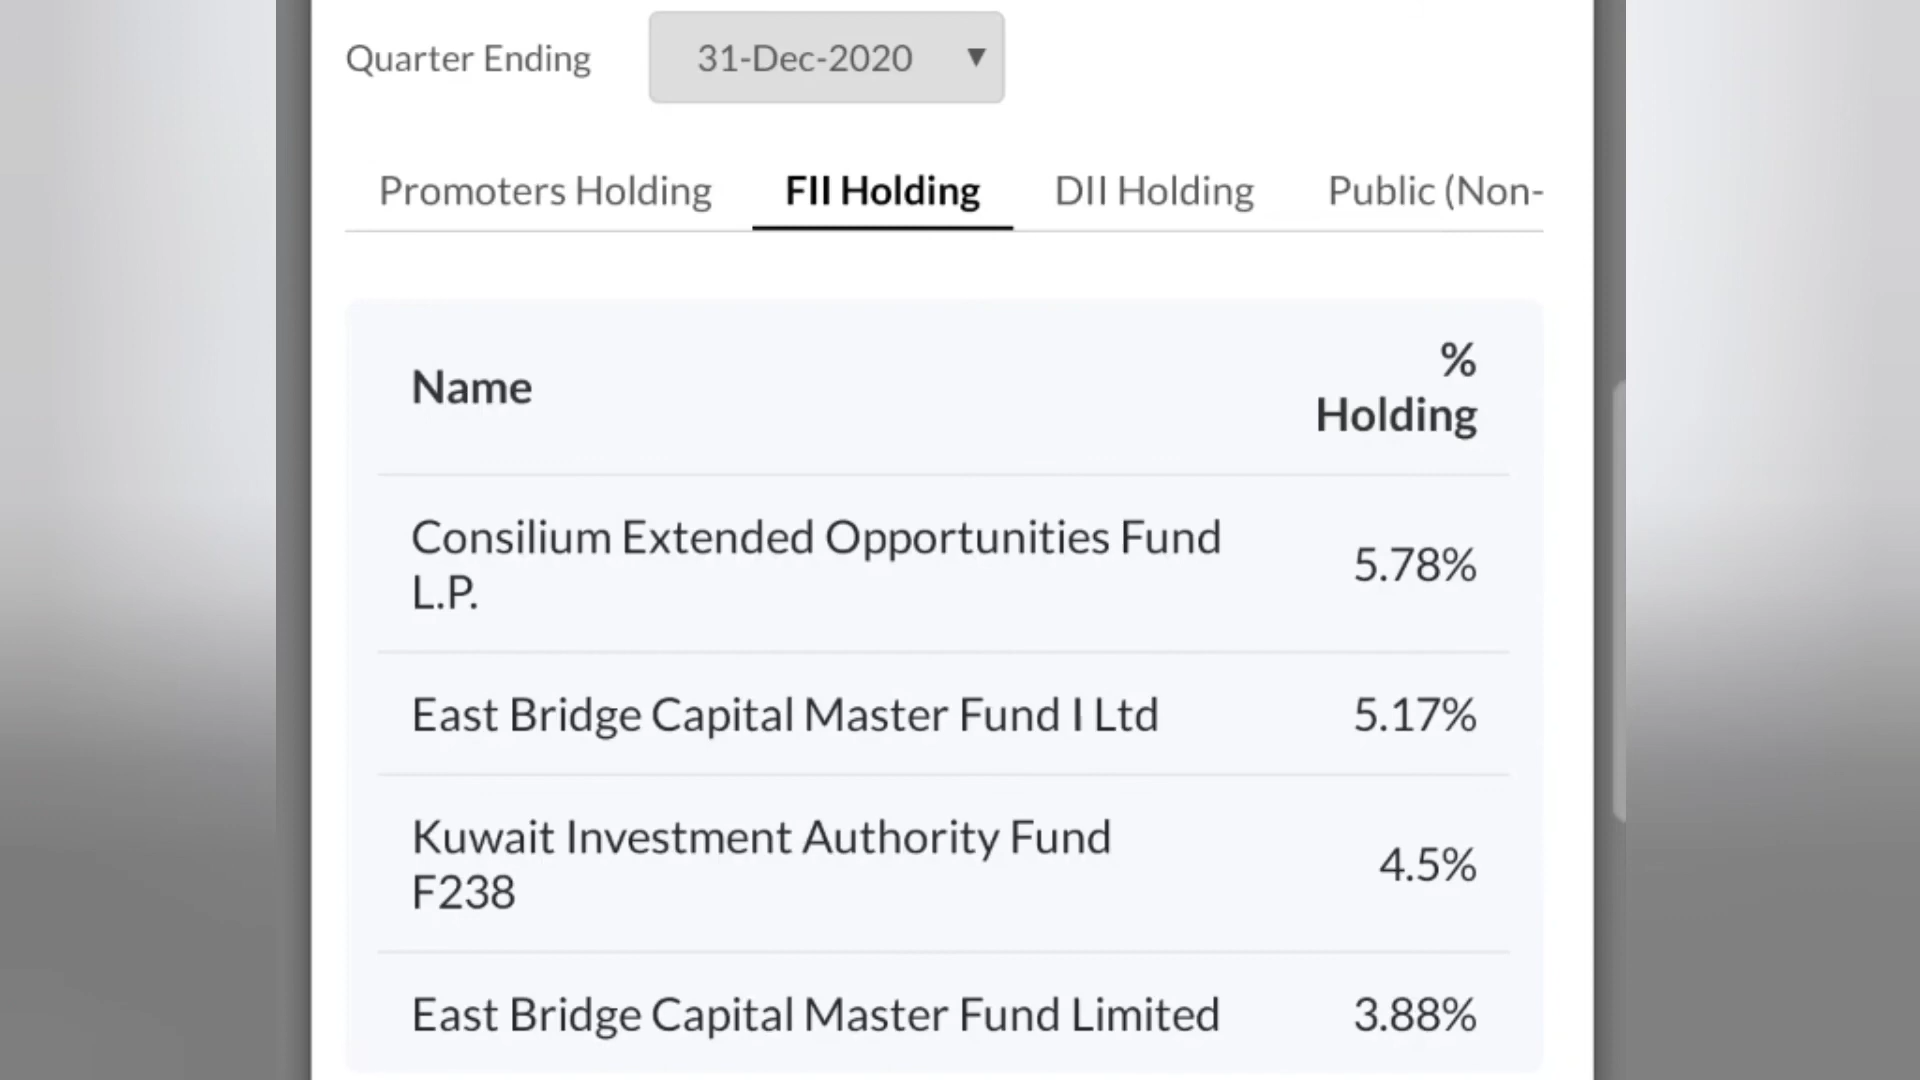 Quarter Ending 31-Dec-2020 ▼
Promoters Holding FII Holding DII Holding Public (Non-
Name % Holding
Consilium Extended Opportunities Fund
L.P. 5.78%
East Bridge Capital Master Fund I Ltd 5.17%
Kuwait Investment Authority Fund
F238 4.5%
East Bridge Capital Master Fund Limited 3.88%